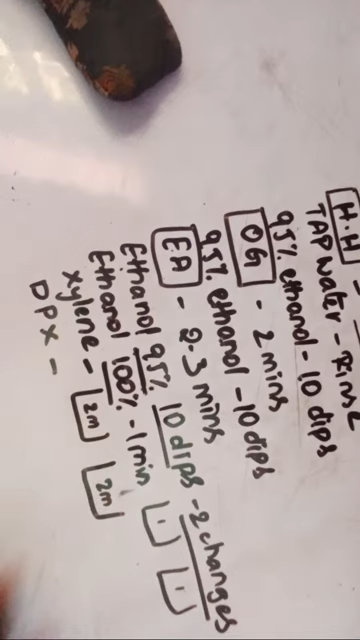 H.H -
TAP water - Rinse
95% ethanol - 10 dips
OG - 2 mins
95% ethanol - 10 dips
EA - 2.3 mins
Ethanol 95% 10 dips - 2 changes
Ethanol 100% - 1 min
Xylene - 2m 2m
DPX -